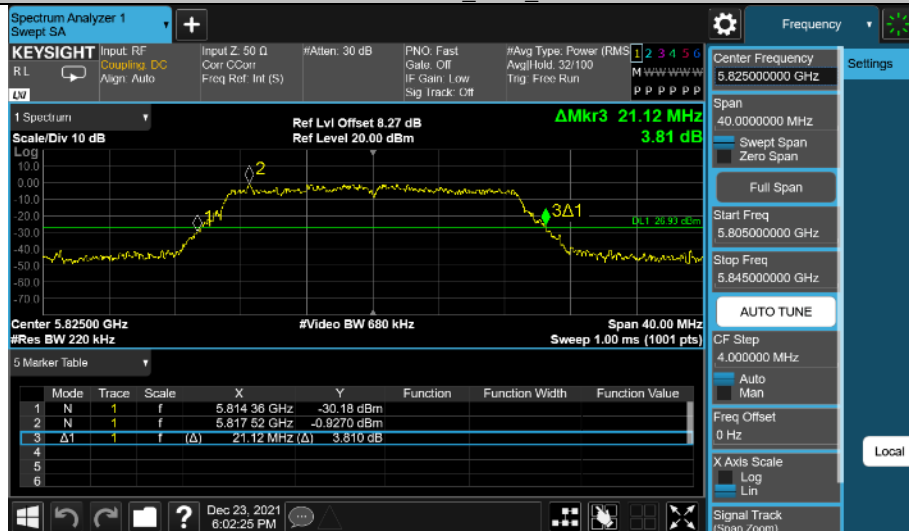 Spectrum Analyzer 1
Swept SA
Frequency
KEYSIGHT
R L
LXI
Input: RF
Coupling: DC
Align: Auto
Input Z: 50 Ω
Corr CCorr
Freq Ref: Int (S)
#Atten: 30 dB
PNO: Fast
Gate: Off
IF Gain: Low
Sig Track: Off
#Avg Type: Power (RMS
Avg|Hold: 32/100
Trig: Free Run
1 2 3 4 5 6
M W W W W W
P P P P P P
Settings
Center Frequency
5.825000000 GHz
Span
40.0000000 MHz
Swept Span
Zero Span
Full Span
Start Freq
5.805000000 GHz
Stop Freq
5.845000000 GHz
AUTO TUNE
CF Step
4.000000 MHz
Auto
Man
Freq Offset
0 Hz
X Axis Scale
Log
Lin
Signal Track
(Span Zoom)
Local
1 Spectrum
Scale/Div 10 dB
Ref Lvl Offset 8.27 dB
Ref Level 20.00 dBm
ΔMkr3 21.12 MHz
3.81 dB
Log
10.0
0.00
-10.0
-20.0
-30.0
-40.0
-50.0
-60.0
-70.0
1
2
3Δ1
DL1 -26.93 dBm
Center 5.82500 GHz
#Res BW 220 kHz
#Video BW 680 kHz
Span 40.00 MHz
Sweep 1.00 ms (1001 pts)
5 Marker Table
Mode Trace Scale X Y Function Function Width Function Value
1 N 1 f 5.814 36 GHz -30.18 dBm
2 N 1 f 5.817 52 GHz -0.9270 dBm
3 Δ1 1 f (Δ) 21.12 MHz (Δ) 3.810 dB
4
5
6
?
Dec 23, 2021
6:02:25 PM